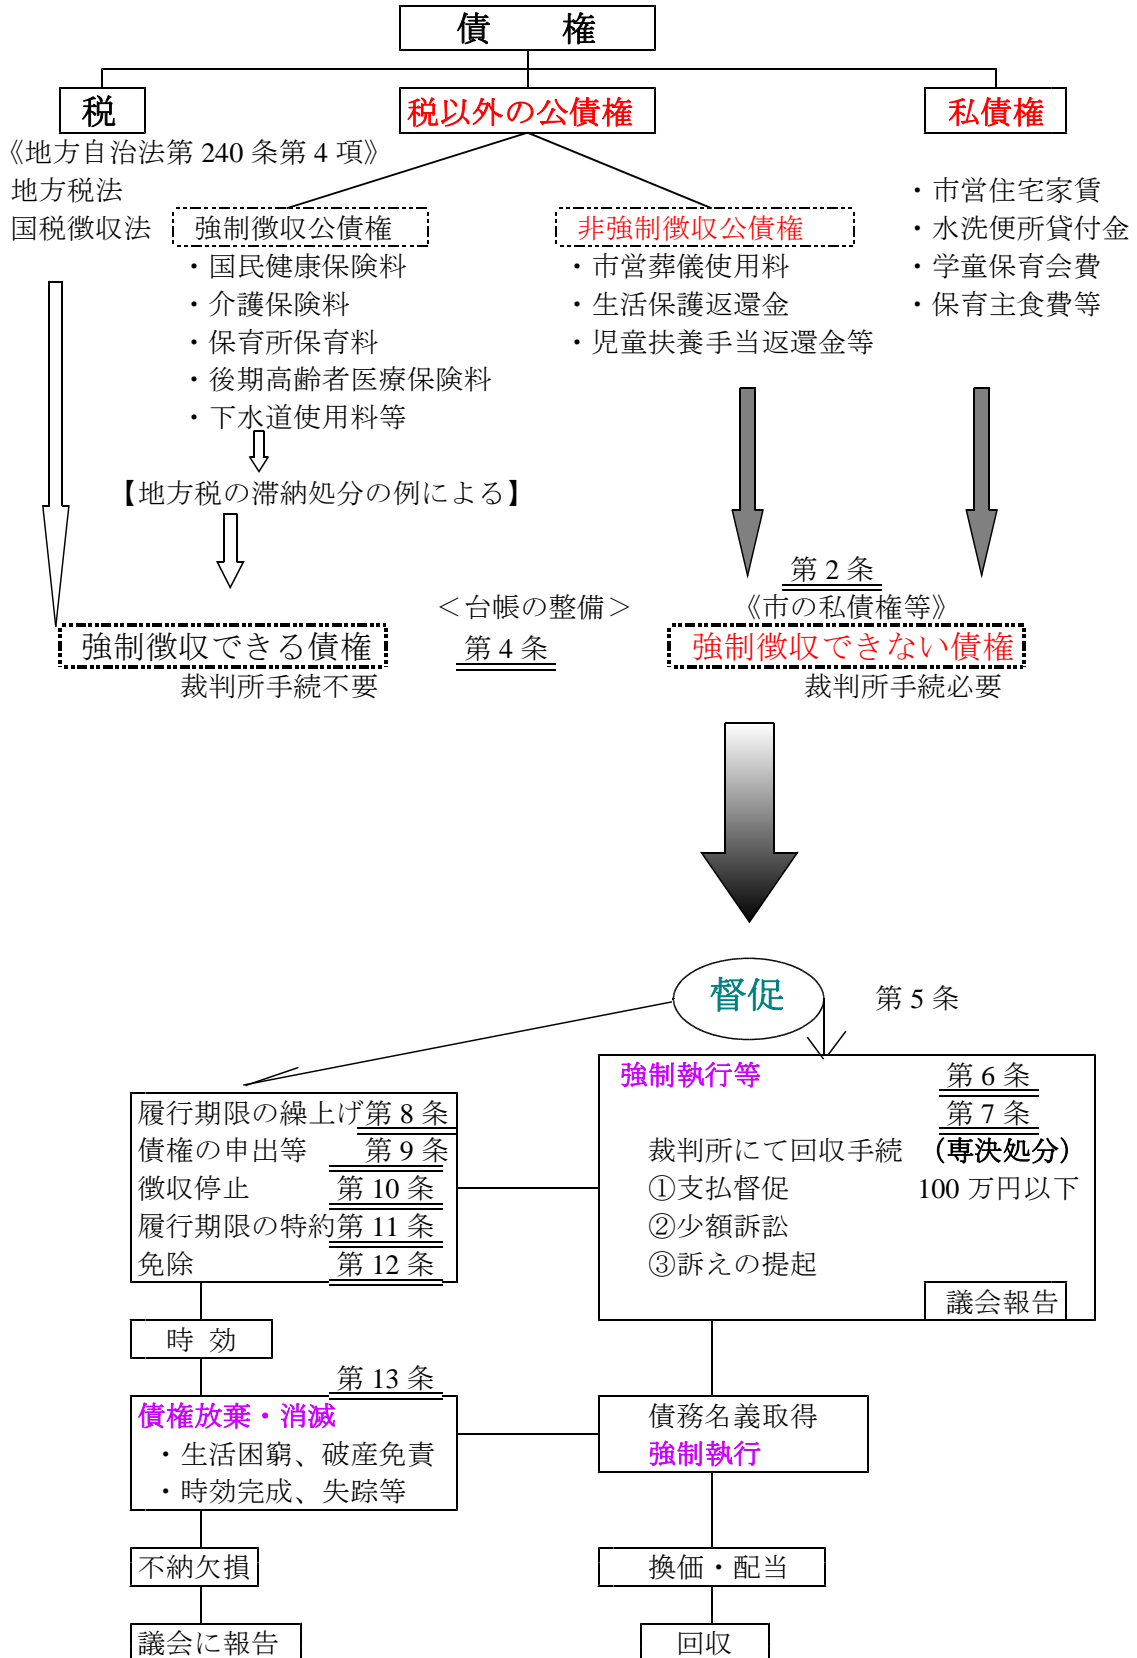 債　権
税
税以外の公債権
私債権
《地方自治法第 240 条第 4 項》
地方税法
国税徴収法
強制徴収公債権
・国民健康保険料
・介護保険料
・保育所保育料
・後期高齢者医療保険料
・下水道使用料等
【地方税の滞納処分の例による】
非強制徴収公債権
・市営葬儀使用料
・生活保護返還金
・児童扶養手当返還金等
・市営住宅家賃
・水洗便所貸付金
・学童保育会費
・保育主食費等
第 2 条
＜台帳の整備＞
《市の私債権等》
強制徴収できる債権
第 4 条
強制徴収できない債権
裁判所手続不要
裁判所手続必要
督促
第 5 条
強制執行等
第 6 条
第 7 条
裁判所にて回収手続
（専決処分）
①支払督促
100 万円以下
②少額訴訟
③訴えの提起
議会報告
履行期限の繰上げ 第 8 条
債権の申出等 第 9 条
徴収停止 第 10 条
履行期限の特約 第 11 条
免除 第 12 条
時 効
第 13 条
債権放棄・消滅
・生活困窮、破産免責
・時効完成、失踪等
債務名義取得
強制執行
不納欠損
換価・配当
議会に報告
回収